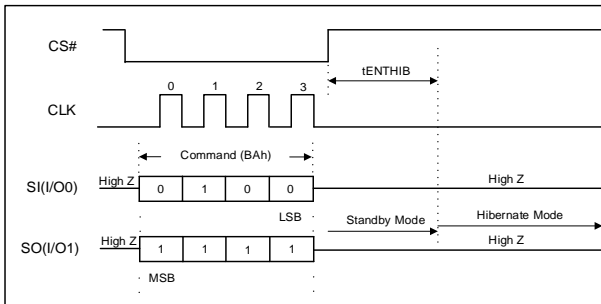 CS#
tENTHIB
CLK
0 1 2 3
Command (BAh)
SI(I/O0) High Z 0 1 0 0 High Z
LSB Standby Mode Hibernate Mode
SO(I/O1) High Z 1 1 1 1 High Z
MSB